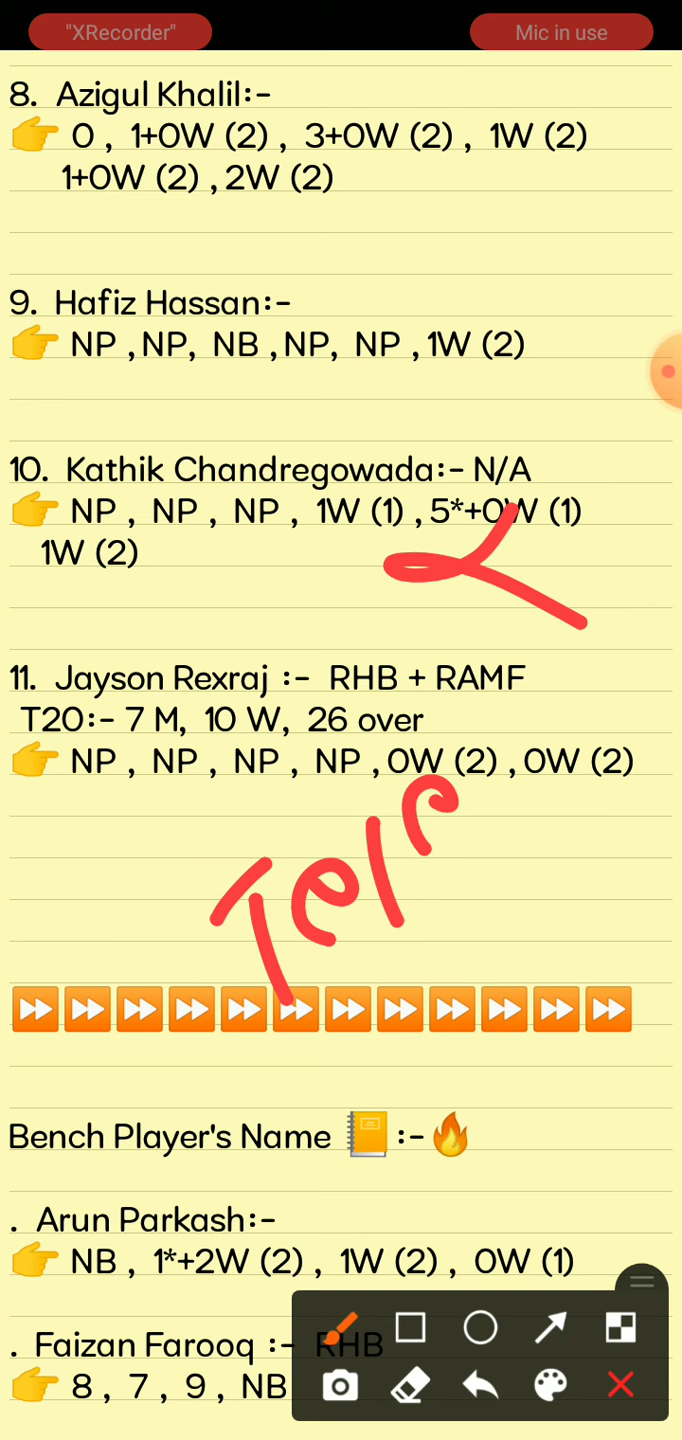 "XRecorder" Mic in use
8. Azigul Khalil:-
👉 0 , 1+0W (2) , 3+0W (2) , 1W (2)
1+0W (2) , 2W (2)
9. Hafiz Hassan:-
👉 NP , NP, NB , NP, NP , 1W (2)
10. Kathik Chandregowada:- N/A
👉 NP , NP , NP , 1W (1) , 5*+0W (1)
1W (2)
11. Jayson Rexraj :- RHB + RAMF
T20:- 7 M, 10 W, 26 over
👉 NP , NP , NP , NP , 0W (2) , 0W (2)
⏩⏩⏩⏩⏩⏩⏩⏩⏩⏩⏩⏩
Bench Player's Name 📒 :- 🔥
. Arun Parkash:-
👉 NB , 1*+2W (2) , 1W (2) , 0W (1)
. Faizan Farooq :- RHB
👉 8 , 7 , 9 , NB